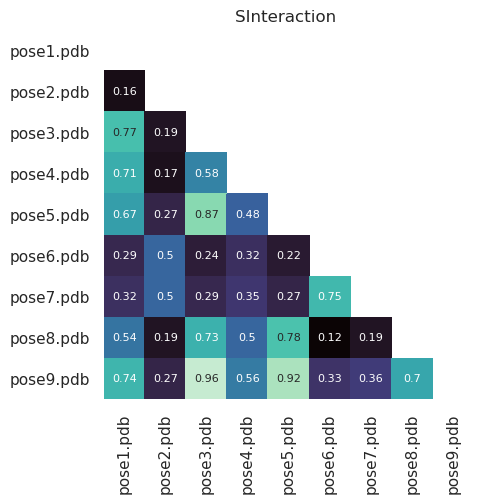 SInteraction
pose1.pdb
pose2.pdb 0.16
pose3.pdb 0.77 0.19
pose4.pdb 0.71 0.17 0.58
pose5.pdb 0.67 0.27 0.87 0.48
pose6.pdb 0.29 0.5 0.24 0.32 0.22
pose7.pdb 0.32 0.5 0.29 0.35 0.27 0.75
pose8.pdb 0.54 0.19 0.73 0.5 0.78 0.12 0.19
pose9.pdb 0.74 0.27 0.96 0.56 0.92 0.33 0.36 0.7
pose1.pdb pose2.pdb pose3.pdb pose4.pdb pose5.pdb pose6.pdb pose7.pdb pose8.pdb pose9.pdb